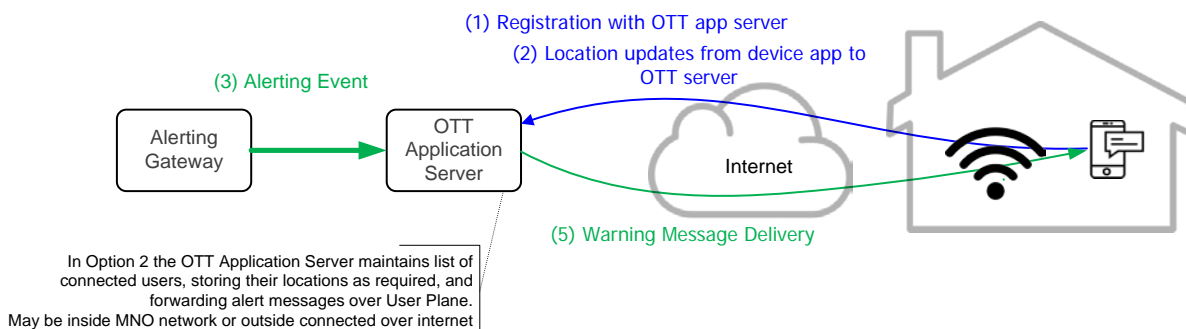 (1) Registration with OTT app server
(2) Location updates from device app to
OTT server
(3) Alerting Event
Alerting
Gateway
OTT
Application
Server
Internet
(5) Warning Message Delivery
In Option 2 the OTT Application Server maintains list of
connected users, storing their locations as required, and
forwarding alert messages over User Plane.
May be inside MNO network or outside connected over internet